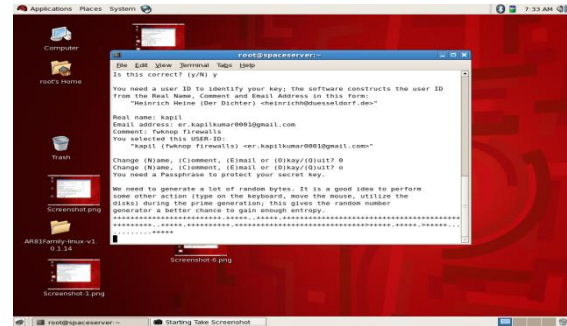 Applications Places System
7:33 AM
Computer
root's Home
Trash
Screenshot.png
AR81Family-linux-v1.
0.1.14
Screenshot-1.png
Screenshot-6.png
root@spaceserver:~
File Edit View Terminal Tabs Help
Is this correct? (y/N) y
You need a user ID to identify your key; the software constructs the user ID
from the Real Name, Comment and Email Address in this form:
"Heinrich Heine (Der Dichter) <heinrichh@duesseldorf.de>"
Real name: kapil
Email address: er.kapilkumar0001@gmail.com
Comment: fwknop firewalls
You selected this USER-ID:
"kapil (fwknop firewalls) <er.kapilkumar0001@gmail.com>"
Change (N)ame, (C)omment, (E)mail or (O)kay/(Q)uit? 0
Change (N)ame, (C)omment, (E)mail or (O)kay/(Q)uit? o
You need a Passphrase to protect your secret key.
We need to generate a lot of random bytes. It is a good idea to perform
some other action (type on the keyboard, move the mouse, utilize the
disks) during the prime generation; this gives the random number
generator a better chance to gain enough entropy.
root@spaceserver:~
Starting Take Screenshot